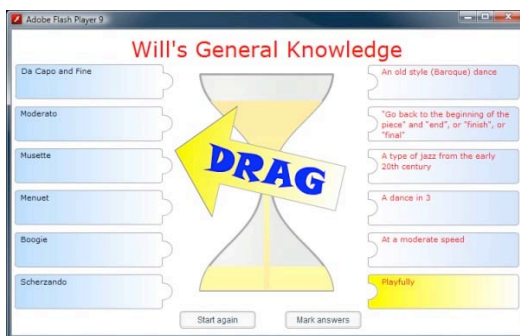 Adobe Flash Player 9
Will's General Knowledge
Da Capo and Fine
Moderato
Musette
Menuet
Boogie
Scherzando
DRAG
An old style (Baroque) dance
"Go back to the beginning of the
piece" and "end", or "finish", or
"final"
A type of jazz from the early
20th century
A dance in 3
At a moderate speed
Playfully
Start again
Mark answers